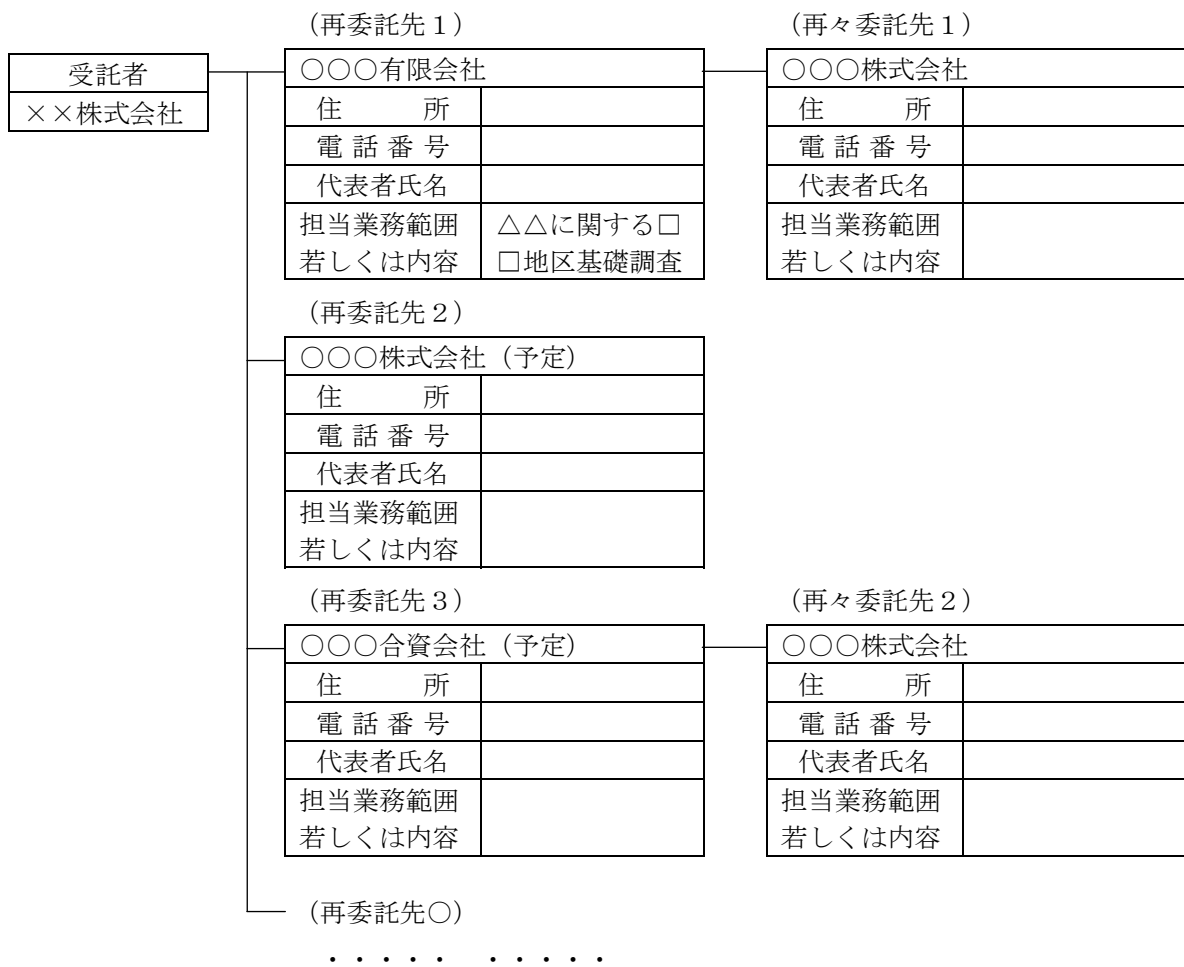 （再委託先１）
（再々委託先１）
受託者
××株式会社
○○○有限会社
住　　所
電 話 番 号
代表者氏名
担当業務範囲
若しくは内容
△△に関する□
□地区基礎調査
○○○株式会社
住　　所
電 話 番 号
代表者氏名
担当業務範囲
若しくは内容
（再委託先２）
○○○株式会社（予定）
住　　所
電 話 番 号
代表者氏名
担当業務範囲
若しくは内容
（再委託先３）
（再々委託先２）
○○○合資会社（予定）
住　　所
電 話 番 号
代表者氏名
担当業務範囲
若しくは内容
○○○株式会社
住　　所
電 話 番 号
代表者氏名
担当業務範囲
若しくは内容
（再委託先○）
・・・・・　・・・・・